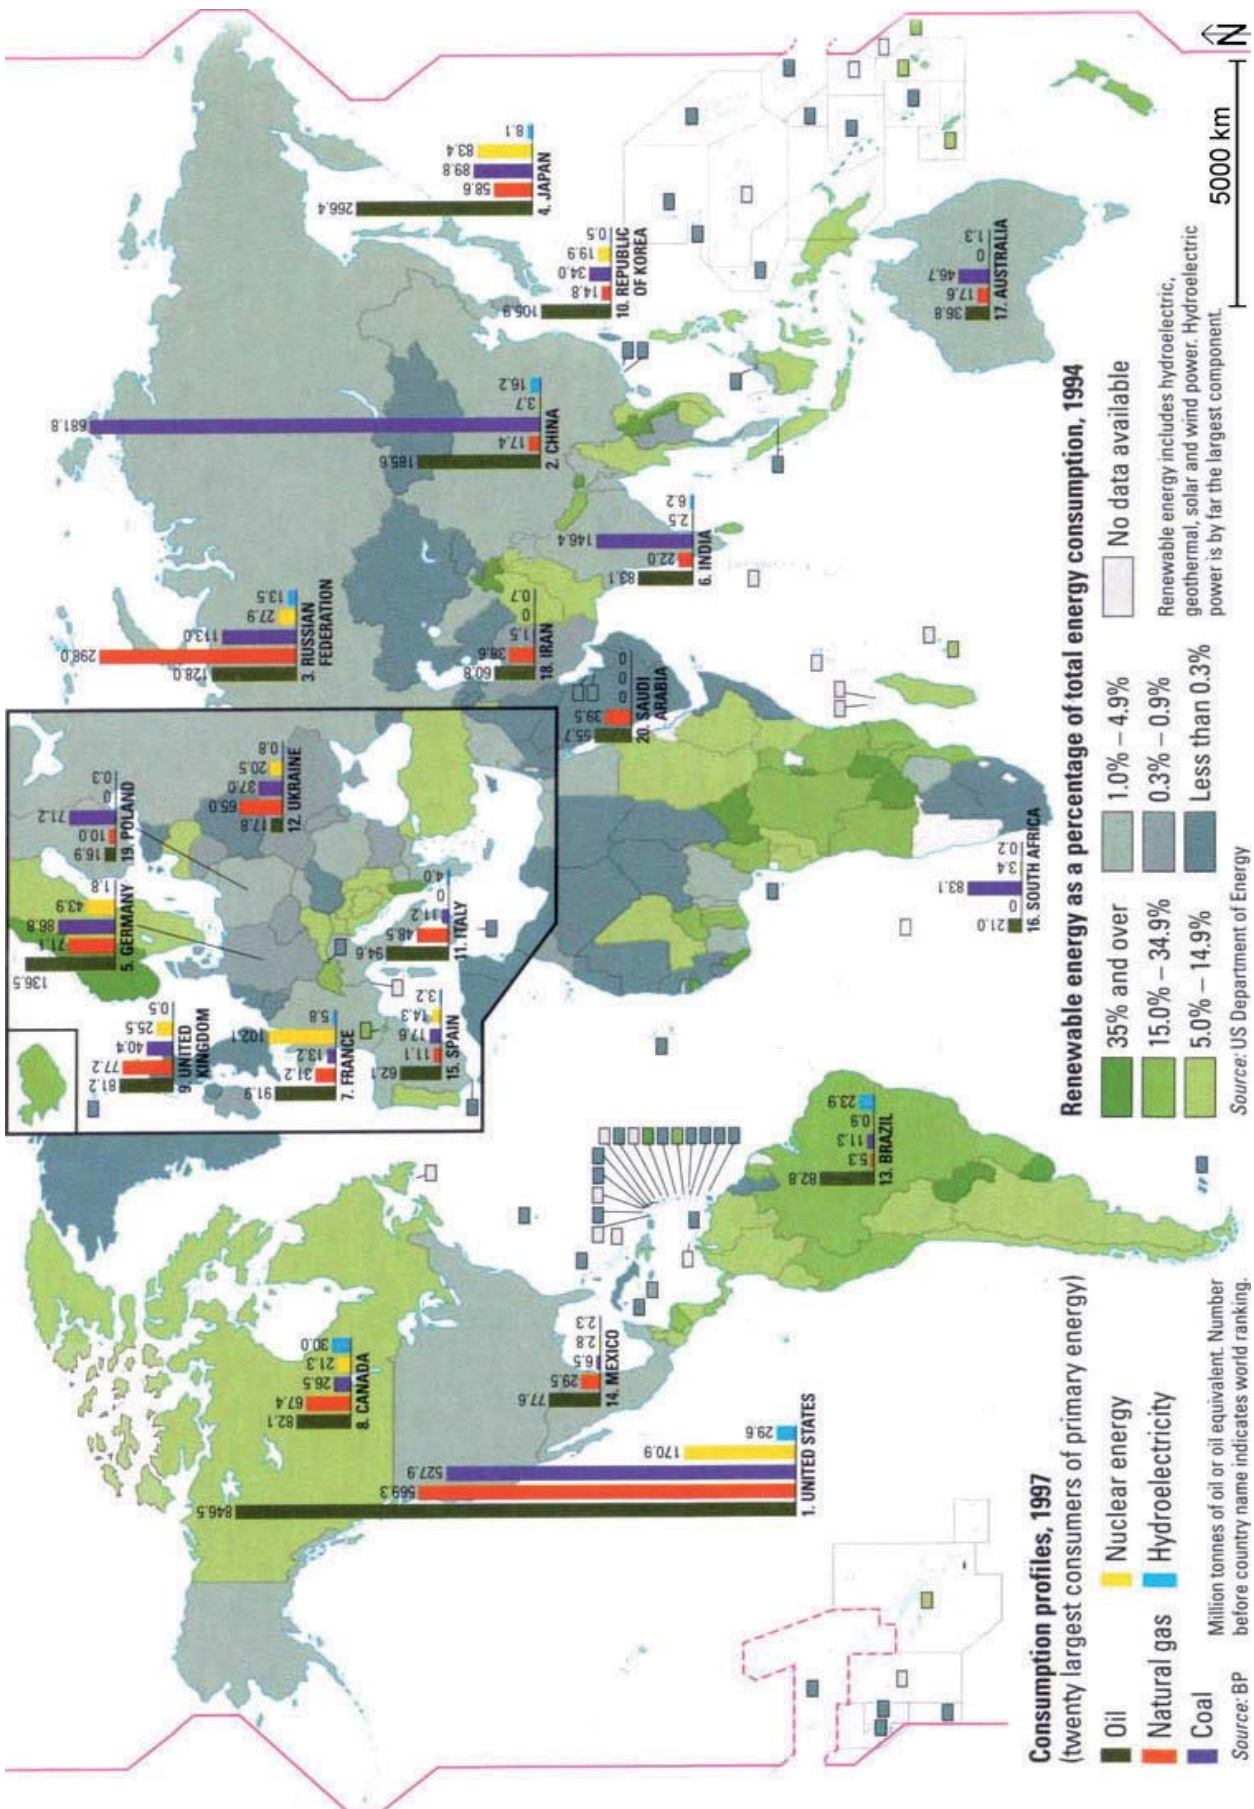 N
5000 km
846.5
569.3
527.9
170.9
29.6
1. UNITED STATES
82.1
67.4
26.5
21.3
30.0
8. CANADA
77.6
29.5
6.5
2.8
2.3
14. MEXICO
82.8
5.3
11.3
0.9
23.9
13. BRAZIL
81.2
77.2
40.4
25.5
0.5
9. UNITED
KINGDOM
91.9
31.2
13.2
102.1
5.8
7. FRANCE
62.1
11.1
17.6
14.3
3.2
15. SPAIN
136.5
71.1
86.8
43.9
1.8
5. GERMANY
94.6
48.5
11.2
0
4.0
11. ITALY
16.9
10.0
71.2
0
0.3
19. POLAND
17.8
65.0
37.0
20.5
0.8
12. UKRAINE
128.0
298.0
113.0
27.9
13.5
3. RUSSIAN
FEDERATION
60.8
38.6
1.5
0
0.7
18. IRAN
55.7
39.5
0
0
0
20. SAUDI
ARABIA
21.0
0
83.1
3.4
0.2
16. SOUTH AFRICA
83.1
22.0
146.4
2.5
6.2
6. INDIA
185.6
17.4
681.8
3.7
16.2
2. CHINA
105.9
14.8
34.0
19.9
0.5
10. REPUBLIC
OF KOREA
266.4
58.6
89.8
83.4
8.1
4. JAPAN
36.8
17.6
46.7
0
1.3
17. AUSTRALIA
Consumption profiles, 1997
(twenty largest consumers of primary energy)
Oil
Natural gas
Coal
Nuclear energy
Hydroelectricity
Million tonnes of oil or oil equivalent. Number
before country name indicates world ranking.
Source: BP
Renewable energy as a percentage of total energy consumption, 1994
35% and over
15.0% – 34.9%
5.0% – 14.9%
1.0% – 4.9%
0.3% – 0.9%
Less than 0.3%
No data available
Renewable energy includes hydroelectric,
geothermal, solar and wind power. Hydroelectric
power is by far the largest component.
Source: US Department of Energy